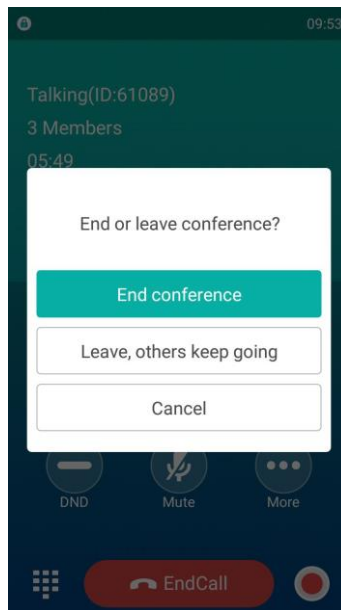 09:53
Talking(ID:61089)
3 Members
05:49
End or leave conference?
End conference
Leave, others keep going
Cancel
DND Mute More
EndCall